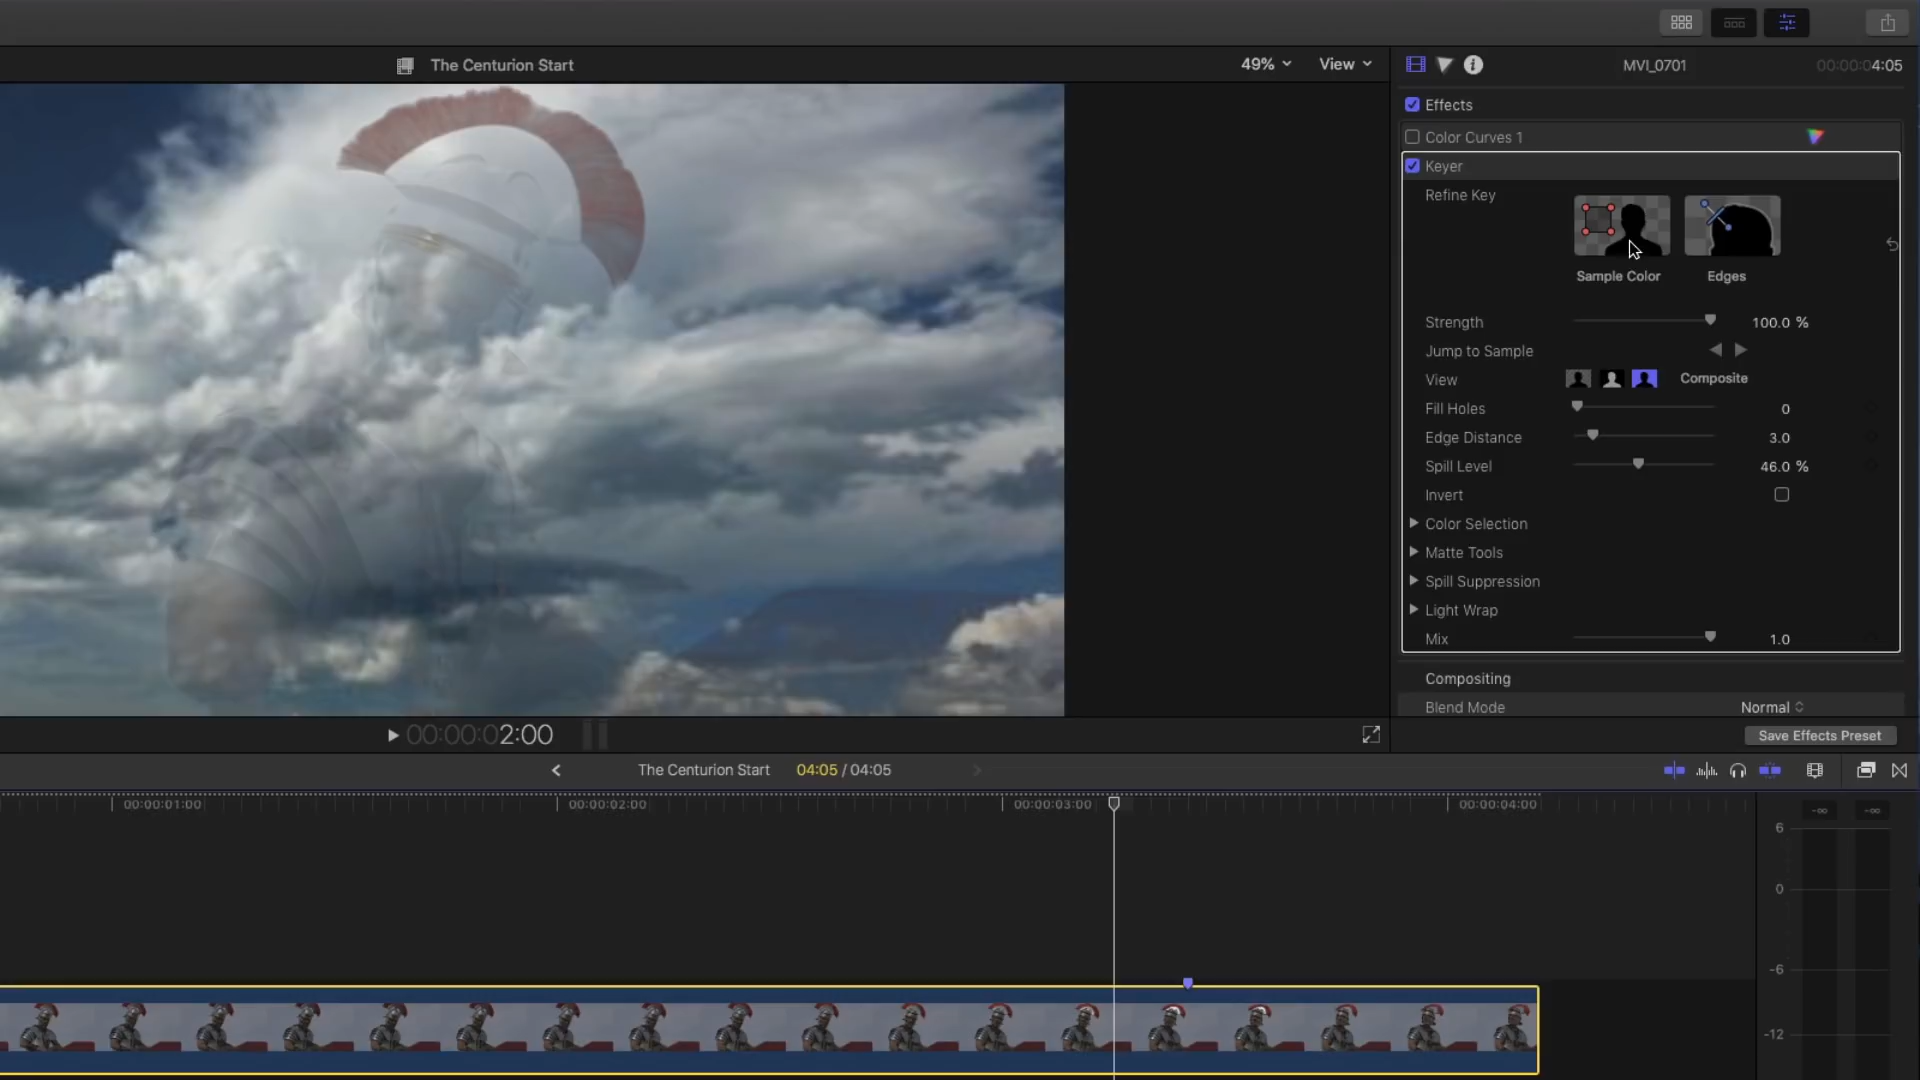 The Centurion Start
49%
View
MVI_0701
00:00:04:05
Effects
Color Curves 1
Keyer
Refine Key
Sample Color
Edges
Strength
100.0 %
Jump to Sample
View
Composite
Fill Holes
0
Edge Distance
3.0
Spill Level
46.0 %
Invert
Color Selection
Matte Tools
Spill Suppression
Light Wrap
Mix
1.0
Compositing
Blend Mode
Normal
00:00:02:00
Save Effects Preset
The Centurion Start
04:05 / 04:05
00:00:01:00
00:00:02:00
00:00:03:00
00:00:04:00
-∞
-∞
6
0
-6
-12